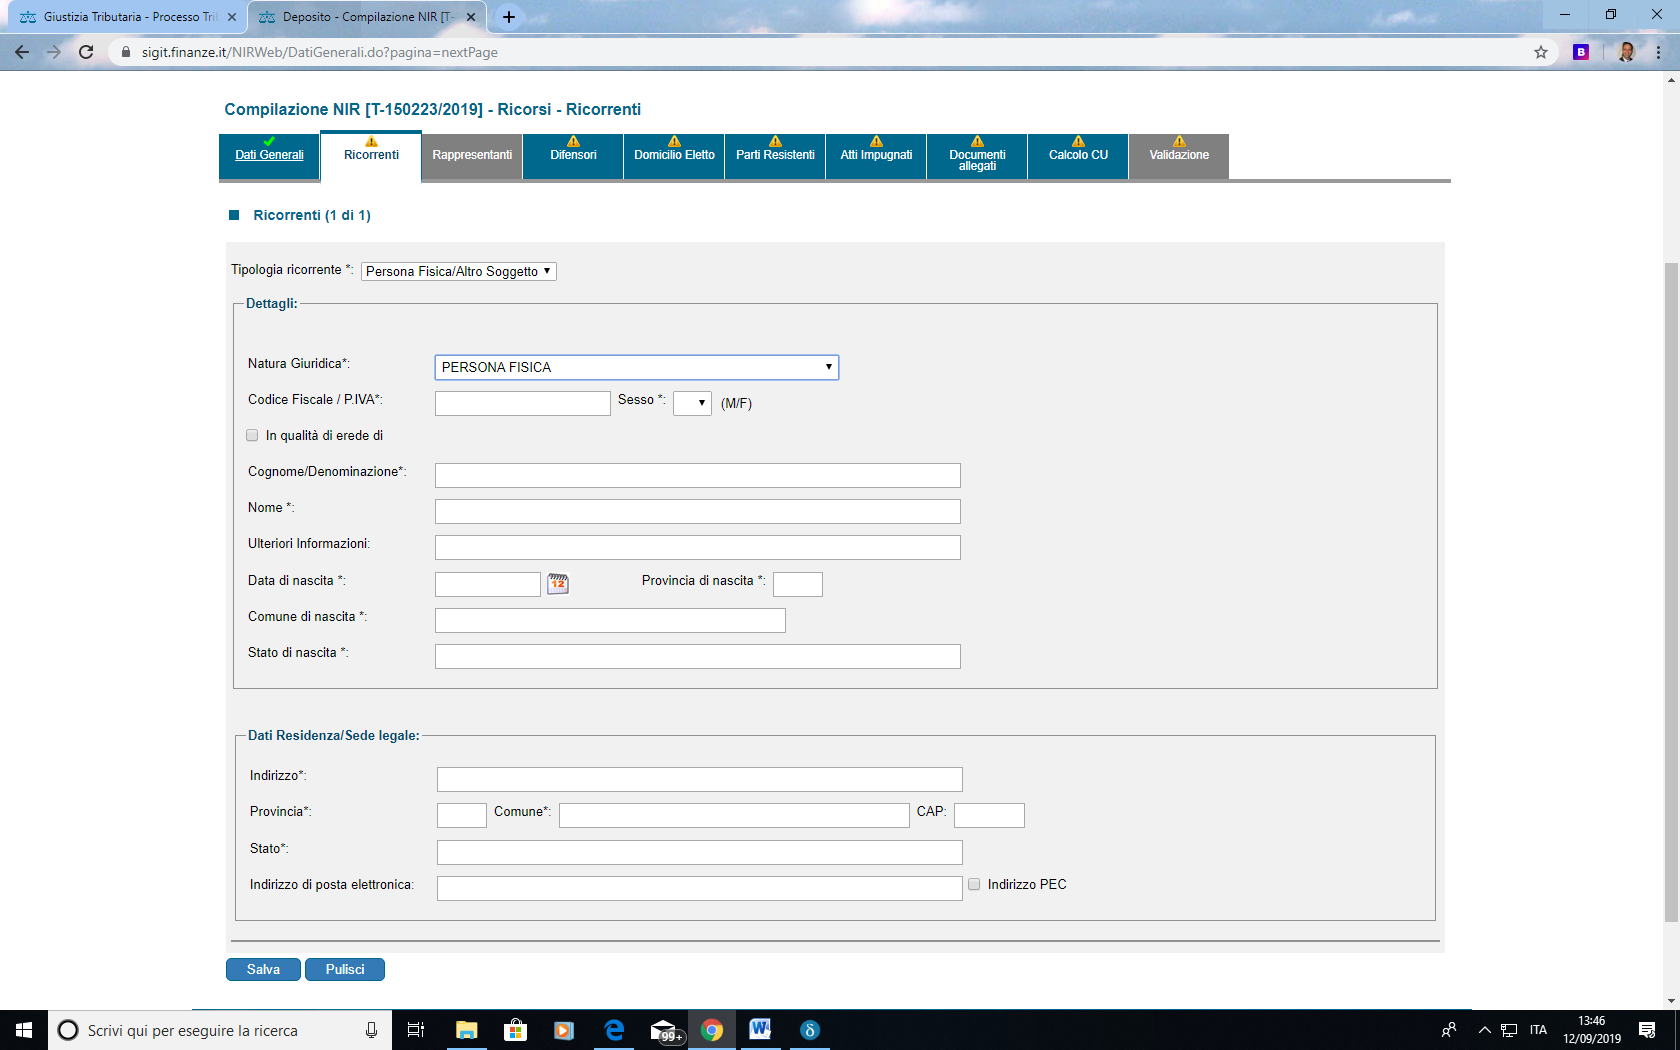 Giustizia Tributaria - Processo Tri
Deposito - Compilazione NIR [T-
sigit.finanze.it/NIRWeb/DatiGenerali.do?pagina=nextPage
B
Compilazione NIR [T-150223/2019] - Ricorsi - Ricorrenti
Dati Generali
Ricorrenti
Rappresentanti
Difensori
Domicilio Eletto
Parti Resistenti
Atti Impugnati
Documenti
allegati
Calcolo CU
Validazione
Ricorrenti (1 di 1)
Tipologia ricorrente *: Persona Fisica/Altro Soggetto
Dettagli:
Natura Giuridica*: PERSONA FISICA
Codice Fiscale / P.IVA*: Sesso *: (M/F)
In qualità di erede di
Cognome/Denominazione*:
Nome *:
Ulteriori Informazioni:
Data di nascita *: 12 Provincia di nascita *:
Comune di nascita *:
Stato di nascita *:
Dati Residenza/Sede legale:
Indirizzo*:
Provincia*: Comune*: CAP:
Stato*:
Indirizzo di posta elettronica: Indirizzo PEC
Salva Pulisci
Scrivi qui per eseguire la ricerca
99+
W
δ
ITA
13:46
12/09/2019